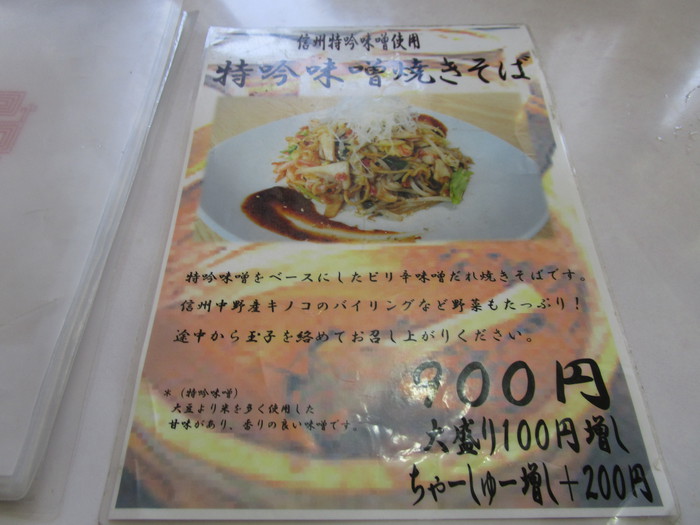 信州特吟味噌使用
特吟味噌焼きそば
特吟味噌をベースにしたピリ辛味噌だれ焼きそばです。
信州中野産キノコのバイリングなど野菜もたっぷり！
途中から玉子を絡めてお召し上がりください。
＊（特吟味噌）
大豆より米を多く使用した
甘味があり、香りの良い味噌です。
900円
大盛り100円増し
ちゃーしゅー増し＋200円